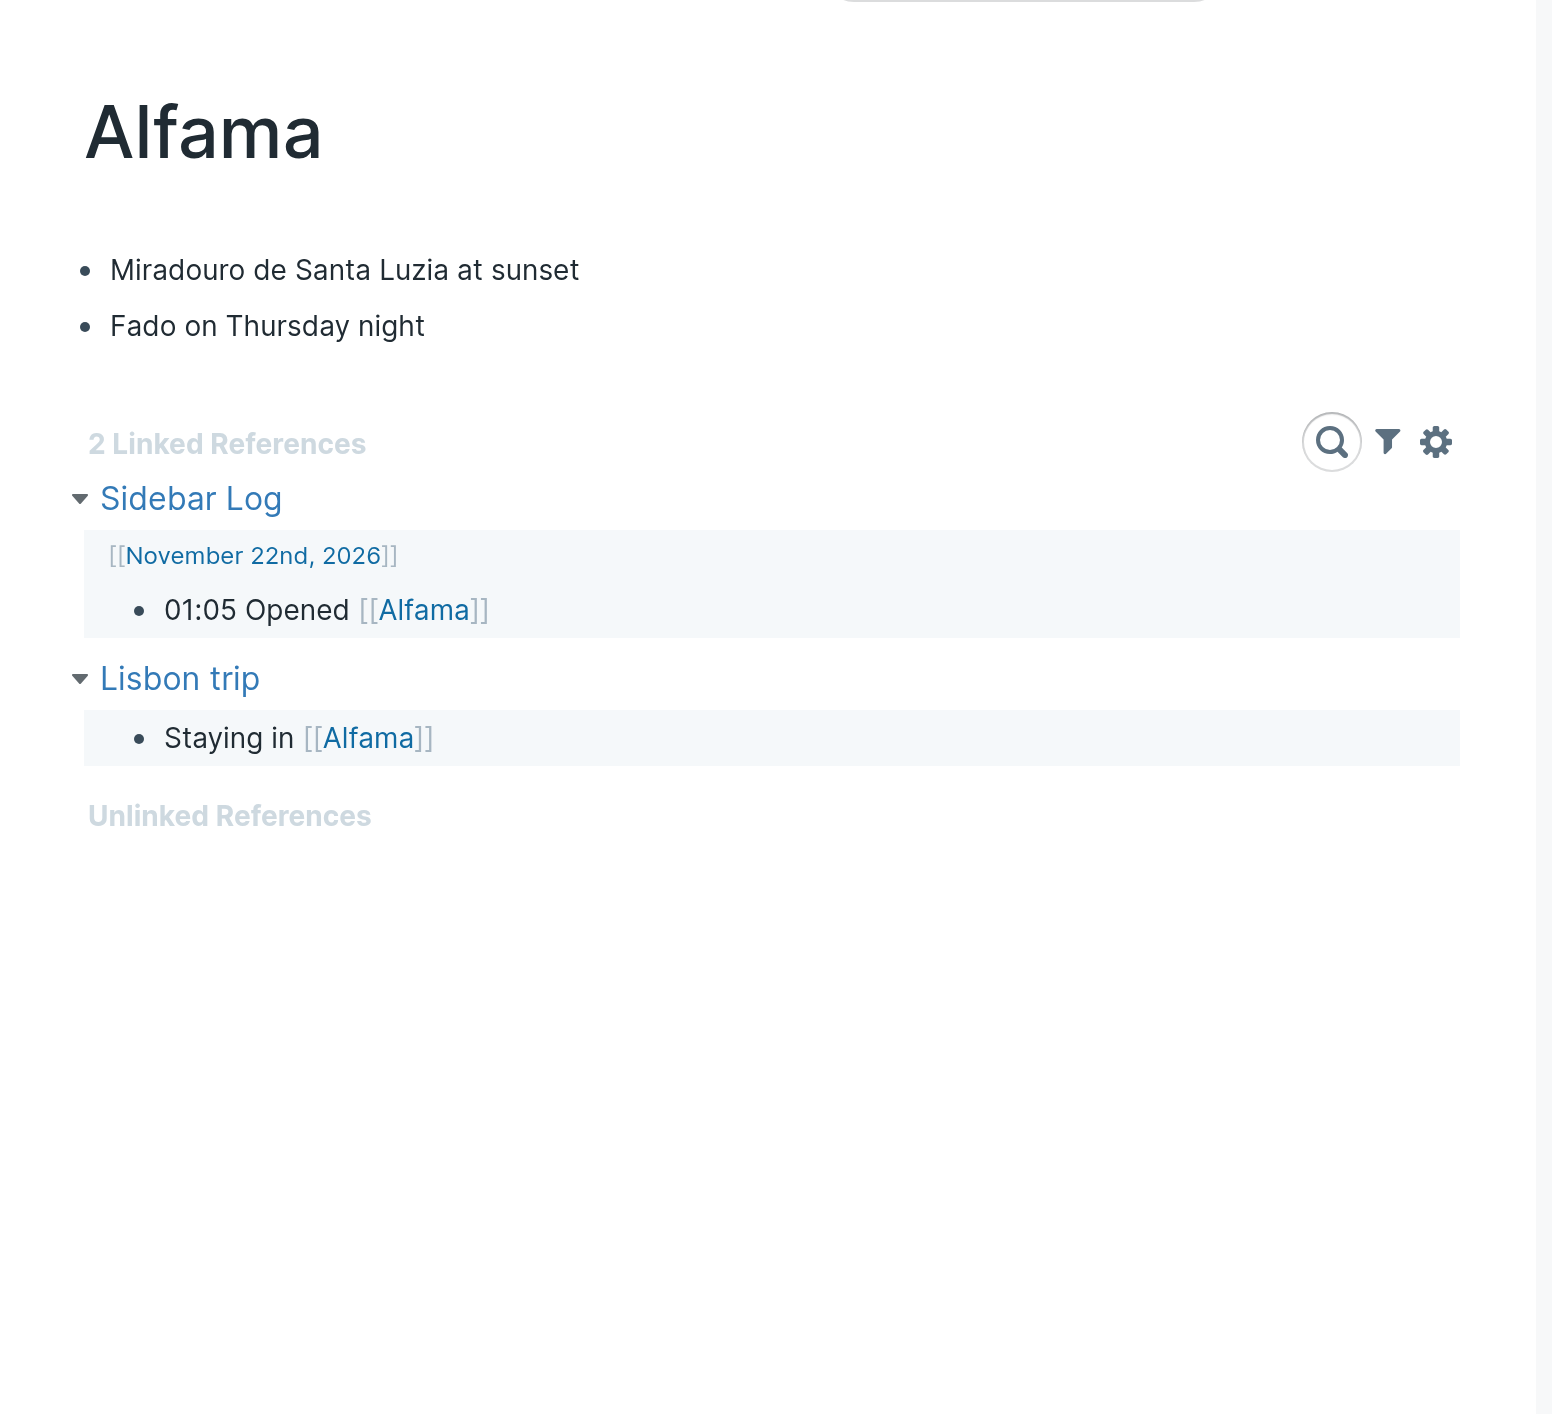 Alfama
Miradouro de Santa Luzia at sunset
Fado on Thursday night
2 Linked References
Sidebar Log
[[November 22nd, 2026]]
01:05 Opened [[Alfama]]
Lisbon trip
Staying in [[Alfama]]
Unlinked References